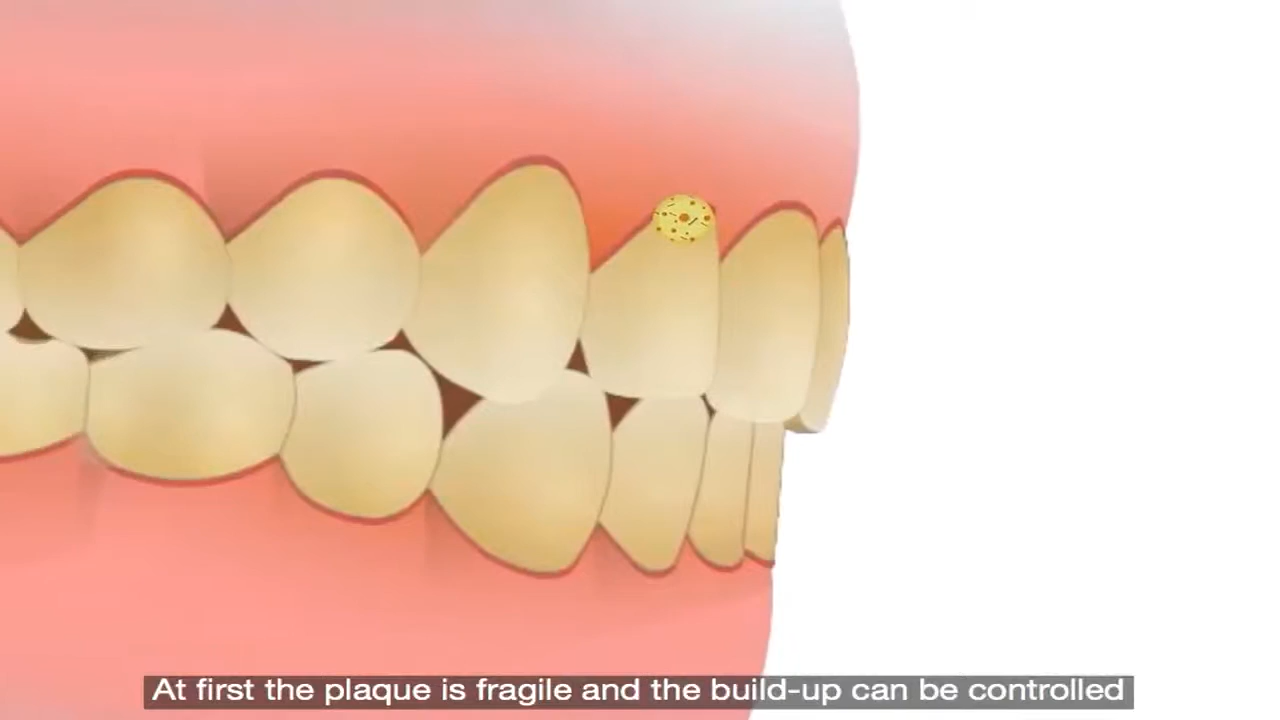 At first the plaque is fragile and the build-up can be controlled